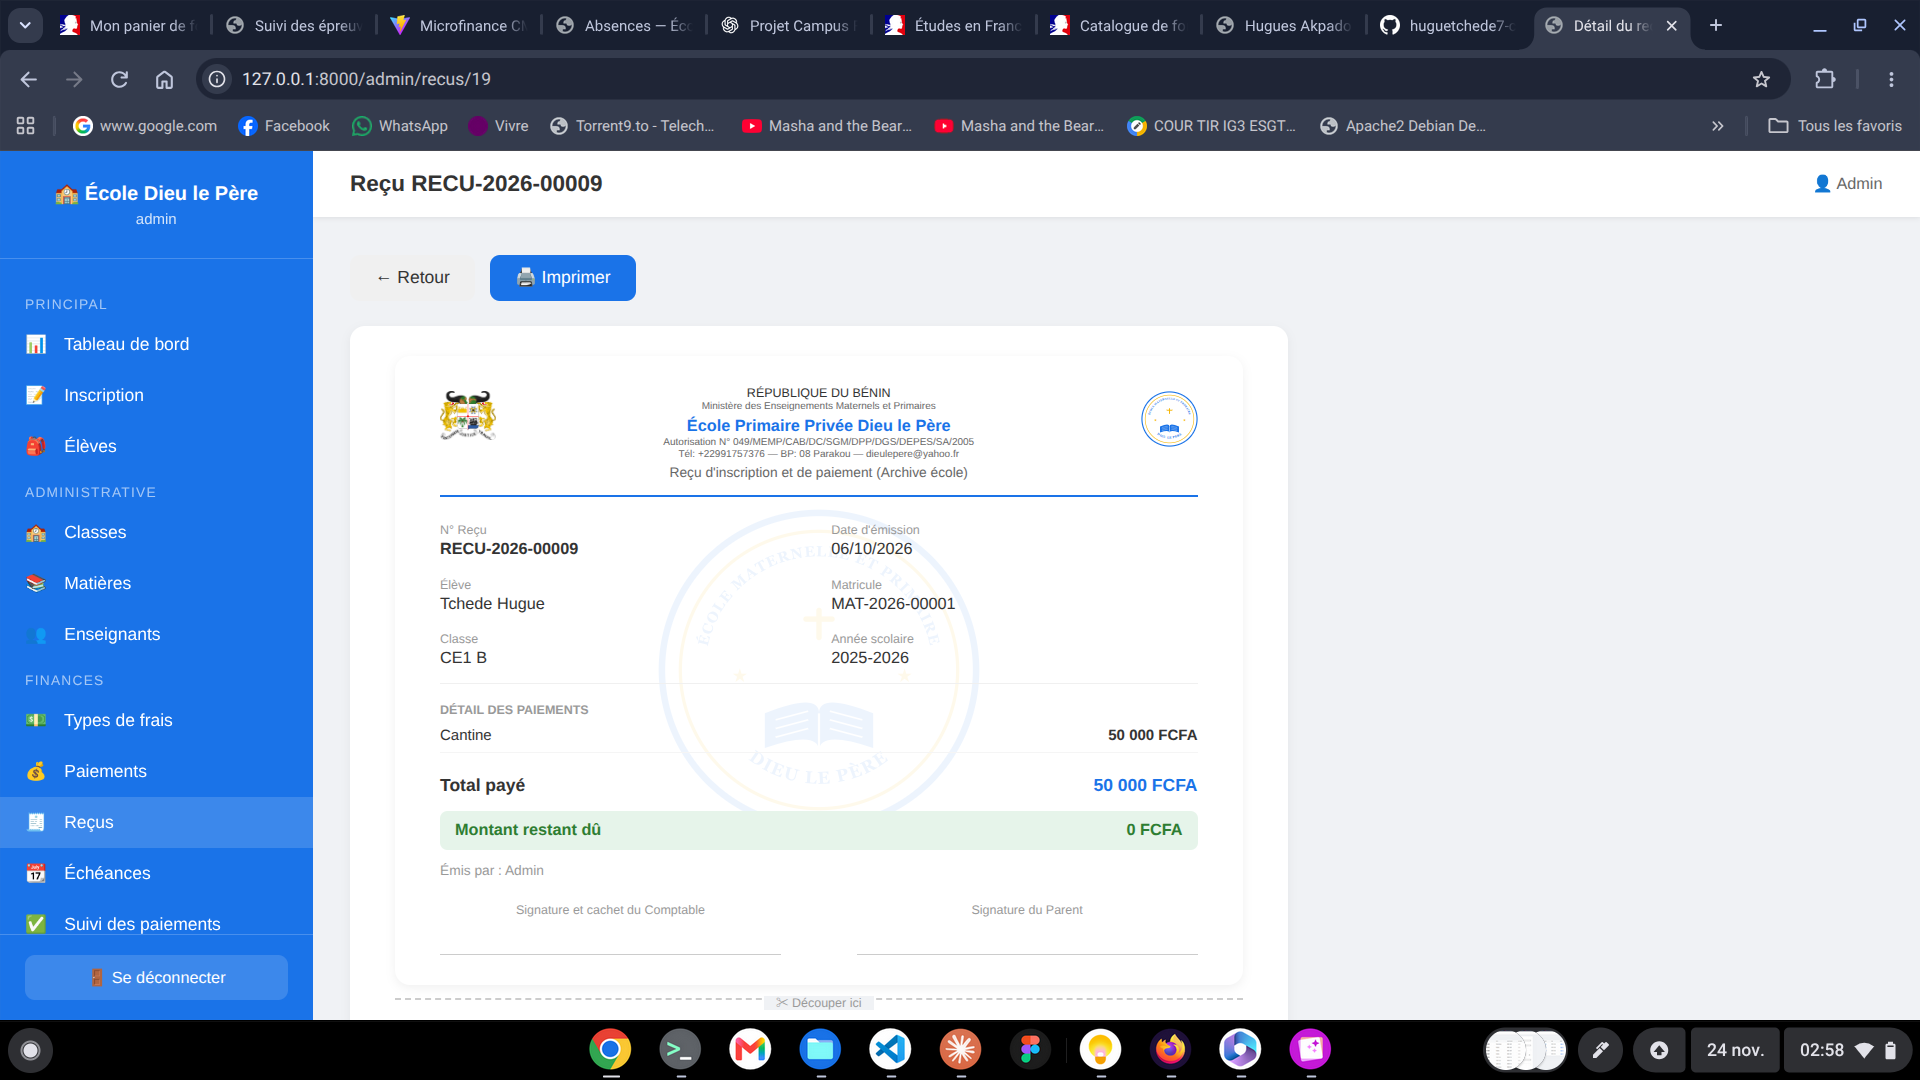 Mon panier de f
Suivi des épreuv
Microfinance C
Absences — Éc
Projet Campus
Études en Franc
Catalogue de fo
Hugues Akpado
huguetchede7-
Détail du re
127.0.0.1:8000/admin/recus/19
www.google.com
Facebook
WhatsApp
Vivre
Torrent9.to - Telech...
Masha and the Bear...
Masha and the Bear...
COUR TIR IG3 ESGT...
Apache2 Debian De...
Tous les favoris
École Dieu le Père
admin
PRINCIPAL
Tableau de bord
Inscription
Élèves
ADMINISTRATIVE
Classes
Matières
Enseignants
FINANCES
Types de frais
Paiements
Reçus
Échéances
Suivi des paiements
Se déconnecter
Reçu RECU-2026-00009
Admin
← Retour
Imprimer
RÉPUBLIQUE DU BÉNIN
Ministère des Enseignements Maternels et Primaires
École Primaire Privée Dieu le Père
Autorisation N° 049/MEMP/CAB/DC/SGM/DPP/DGS/DEPES/SA/2005
Tél: +22991757376 — BP: 08 Parakou — dieulepere@yahoo.fr
Reçu d'inscription et de paiement (Archive école)
N° Reçu
RECU-2026-00009
Date d'émission
06/10/2026
Élève
Tchede Hugue
Matricule
MAT-2026-00001
Classe
CE1 B
Année scolaire
2025-2026
ÉCOLE MATERNELLE ET PRIMAIRE
DIEU LE PÈRE
DÉTAIL DES PAIEMENTS
Cantine 50 000 FCFA
Total payé 50 000 FCFA
Montant restant dû 0 FCFA
Émis par : Admin
Signature et cachet du Comptable
Signature du Parent
Découper ici
24 nov.
02:58